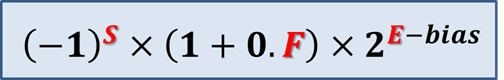 (−1)^S × (1 + 0.F) × 2^{E−bias}